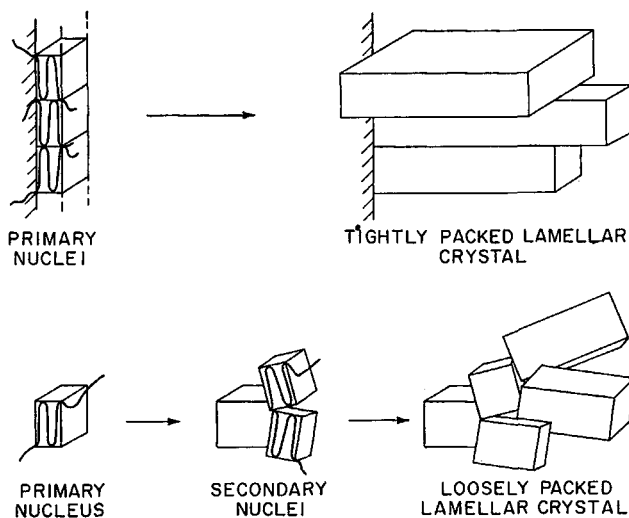 PRIMARY
NUCLEI
TIGHTLY PACKED LAMELLAR
CRYSTAL
PRIMARY
NUCLEUS
SECONDARY
NUCLEI
LOOSELY PACKED
LAMELLAR CRYSTAL